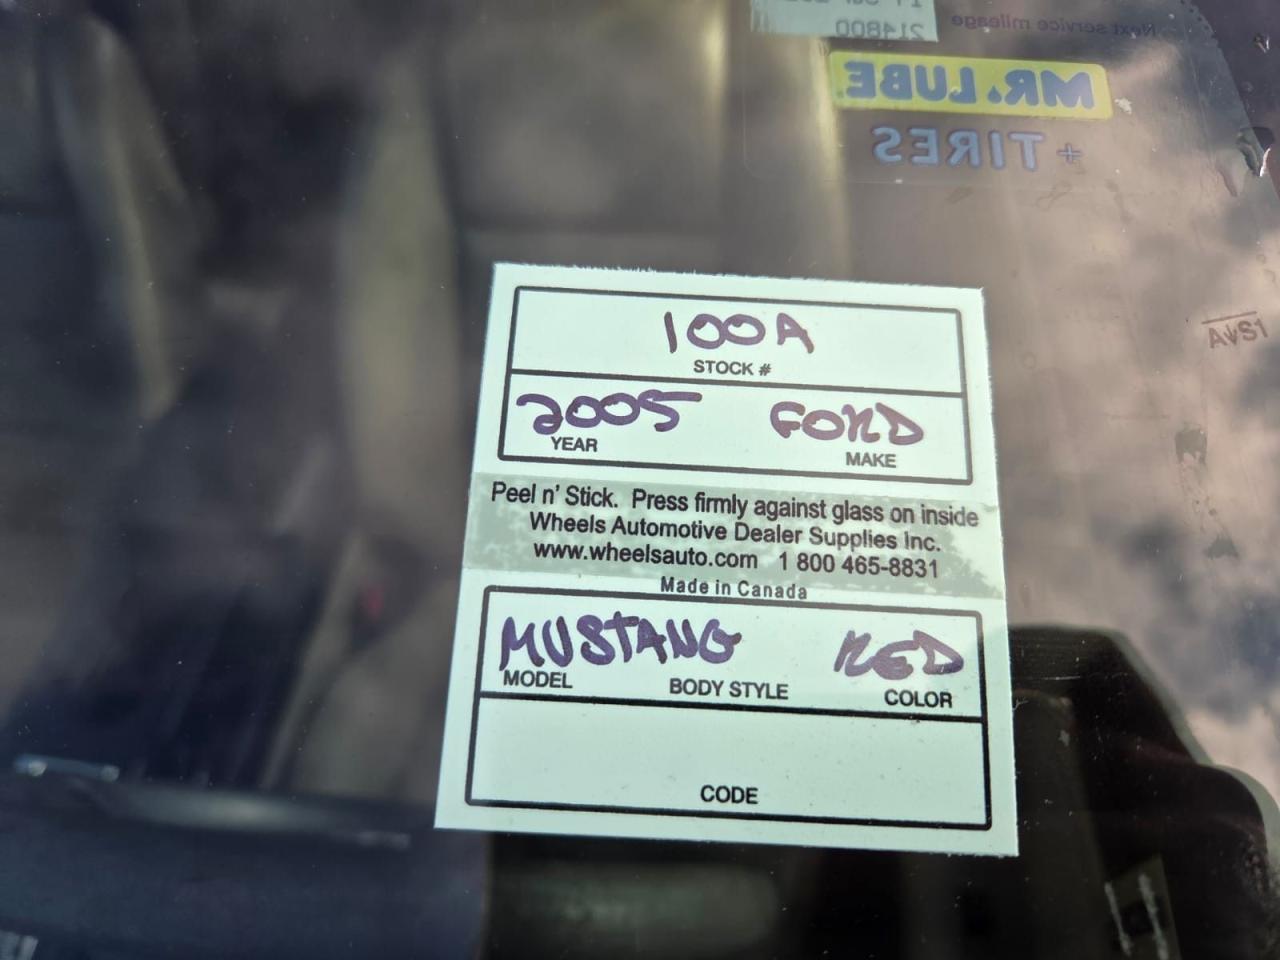 214800
Next service mileage
MR. LUBE
+ TIRES
AVS1
100A
STOCK #
2005 FORD
YEAR MAKE
Peel n' Stick. Press firmly against glass on inside
Wheels Automotive Dealer Supplies Inc.
www.wheelsauto.com 1 800 465-8831
Made in Canada
MUSTANG RED
MODEL BODY STYLE COLOR
CODE